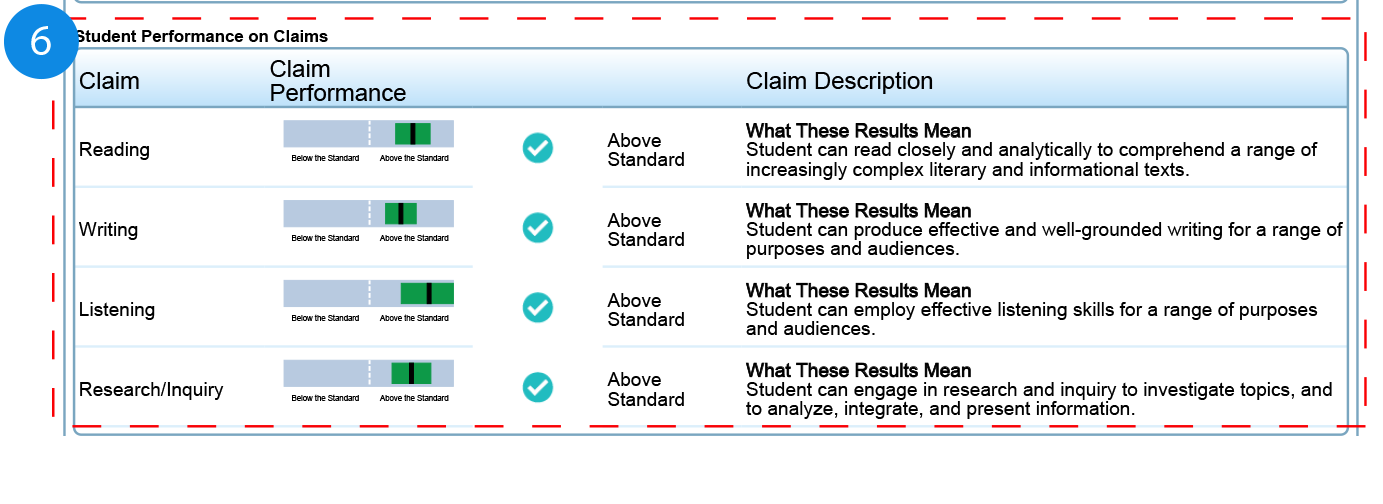 6
Student Performance on Claims
Claim
Claim
Performance
Claim Description
Reading
Below the Standard Above the Standard
Above
Standard
What These Results Mean
Student can read closely and analytically to comprehend a range of
increasingly complex literary and informational texts.
Writing
Below the Standard Above the Standard
Above
Standard
What These Results Mean
Student can produce effective and well-grounded writing for a range of
purposes and audiences.
Listening
Below the Standard Above the Standard
Above
Standard
What These Results Mean
Student can employ effective listening skills for a range of purposes
and audiences.
Research/Inquiry
Below the Standard Above the Standard
Above
Standard
What These Results Mean
Student can engage in research and inquiry to investigate topics, and
to analyze, integrate, and present information.